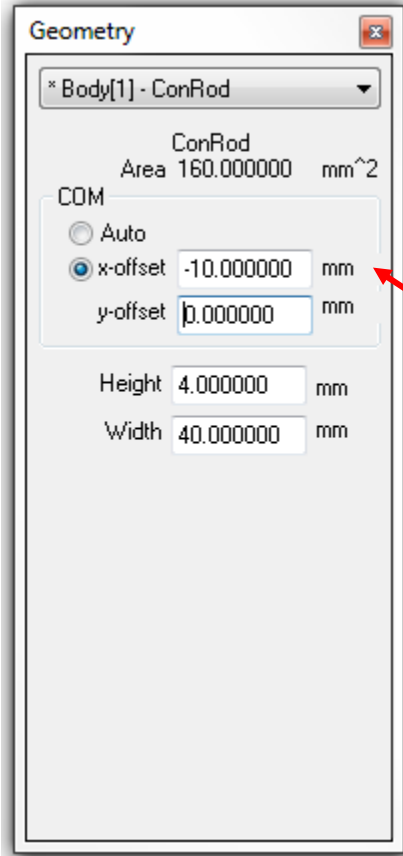 Geometry
* Body[1] - ConRod
ConRod
Area 160.000000 mm^2
COM
Auto
x-offset -10.000000 mm
y-offset 0.000000 mm
Height 4.000000 mm
Width 40.000000 mm